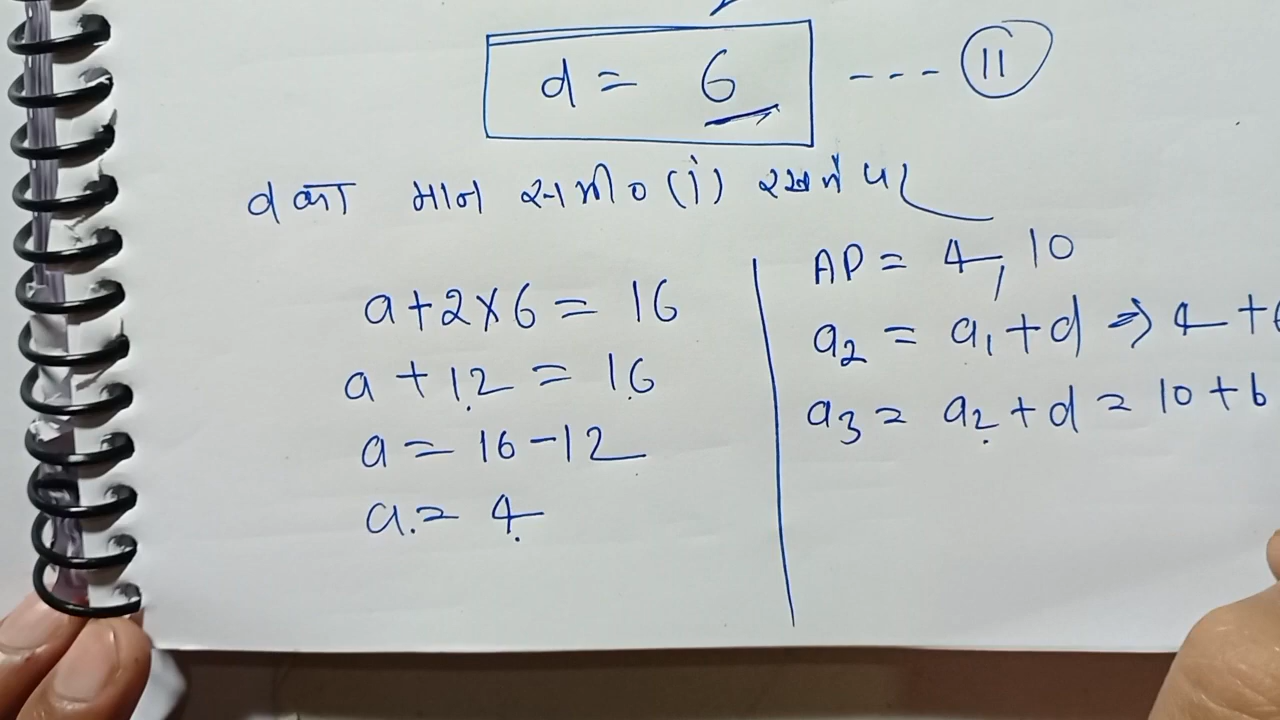 d = 6 ---- (11)
d का मान समी० (i) रखने पर
a+2×6 = 16
a + 12 = 16
a = 16-12
a = 4
AP = 4, 10
a₂ = a₁+d ⇒ 4+
a₃ = a₂+d = 10+6